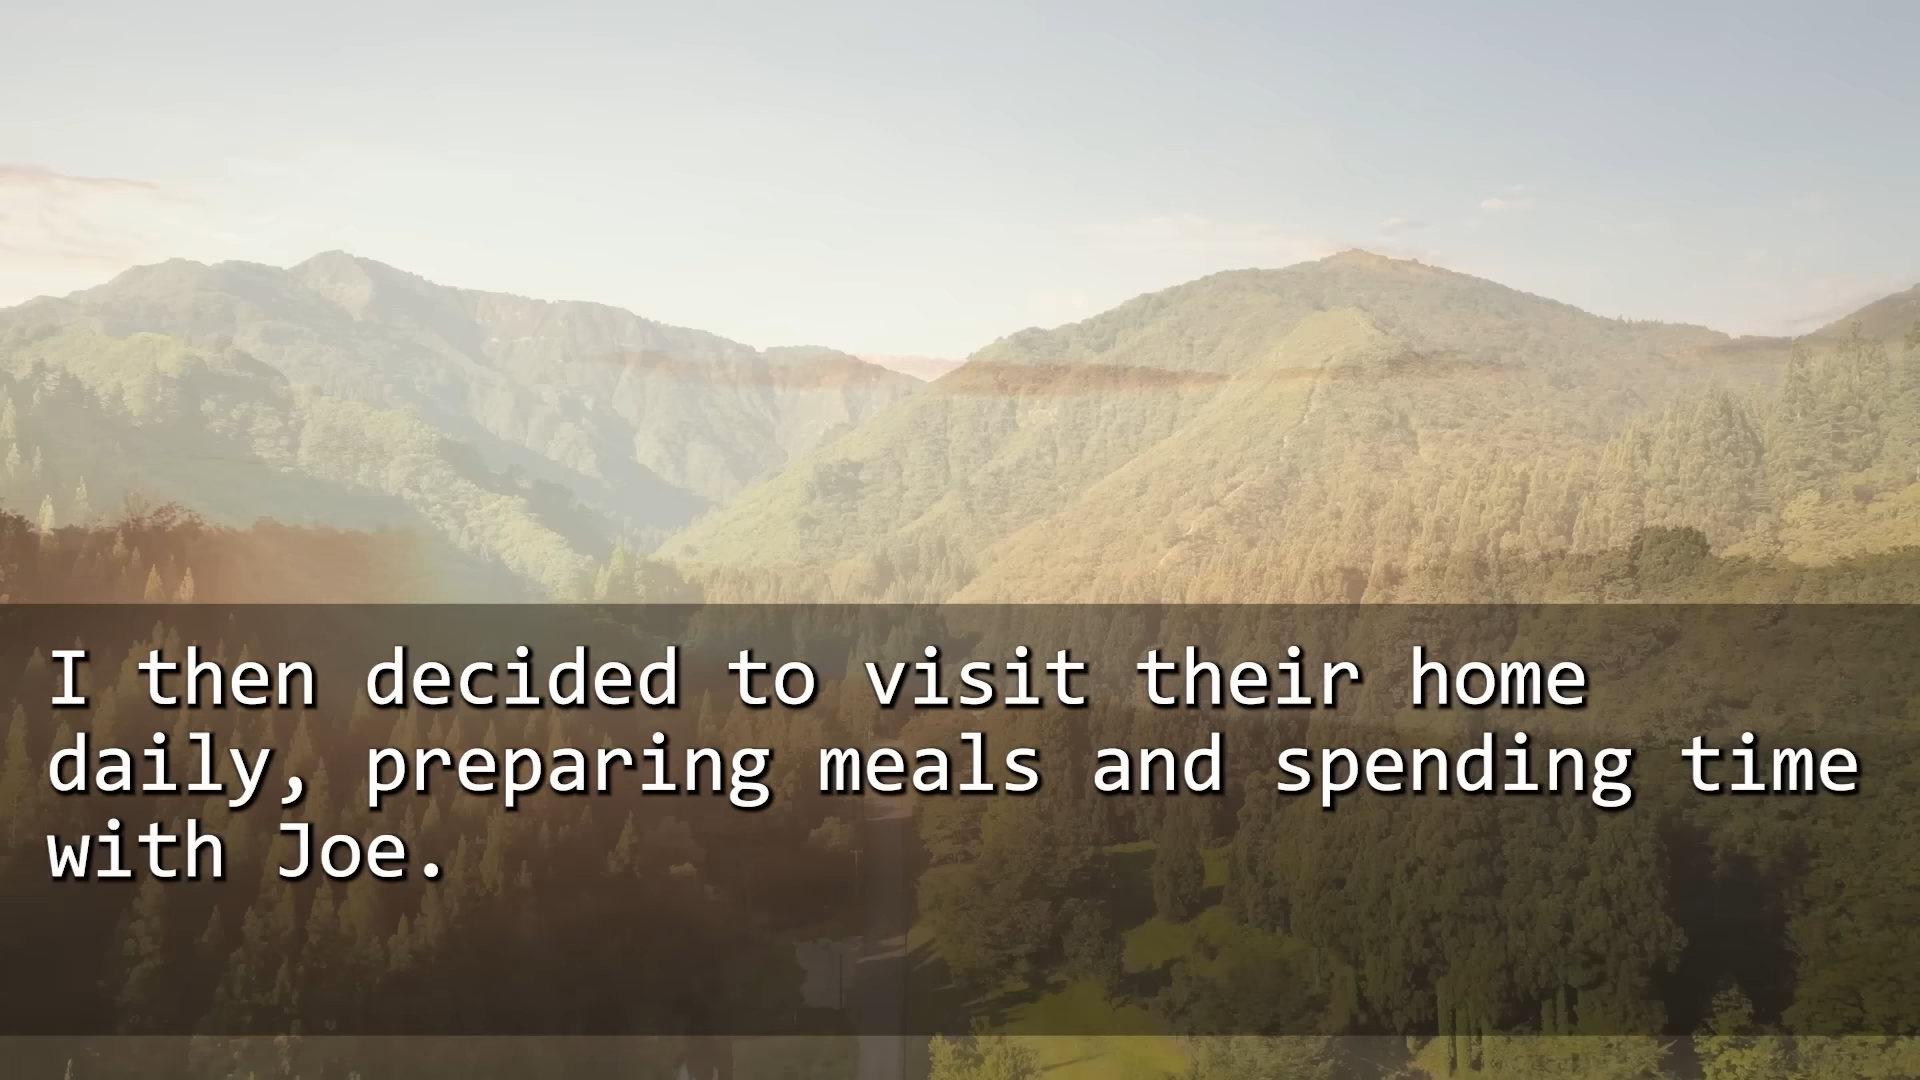 I then decided to visit their home
daily, preparing meals and spending time
with Joe.